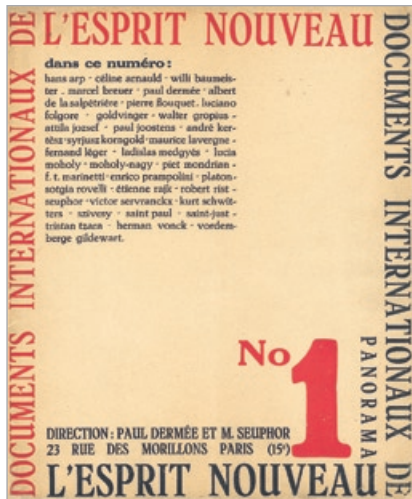 DOCUMENTS INTERNATIONAUX DE
L'ESPRIT NOUVEAU
dans ce numéro :
hans arp · céline arnauld · willi baumeis-
ter . marcel breuer · paul dermée · albert
de la salpêtrière · pierre flouquet . luciano
folgore · goldvinger · walter gropius -
attila jozsef · paul joostens · andré ker-
tész · syrjusz korngold · maurice lavergne -
fernand léger · ladislas medgyés · lucia
moholy · moholy-nagy · piet mondrian -
f. t. marinetti · enrico prampolini · platon -
sotgia rovelli · étienne rajk · robert rist -
seuphor · victor servranckx · kurt schwit-
ters · szivessy · saint paul · saint-just -
tristan tzara · herman vonck · vordem-
berge gildewart.
No 1
PANORAMA
DIRECTION : PAUL DERMÉE ET M. SEUPHOR
23 RUE DES MORILLONS PARIS (15e)
DOCUMENTS INTERNATIONAUX DE
L'ESPRIT NOUVEAU